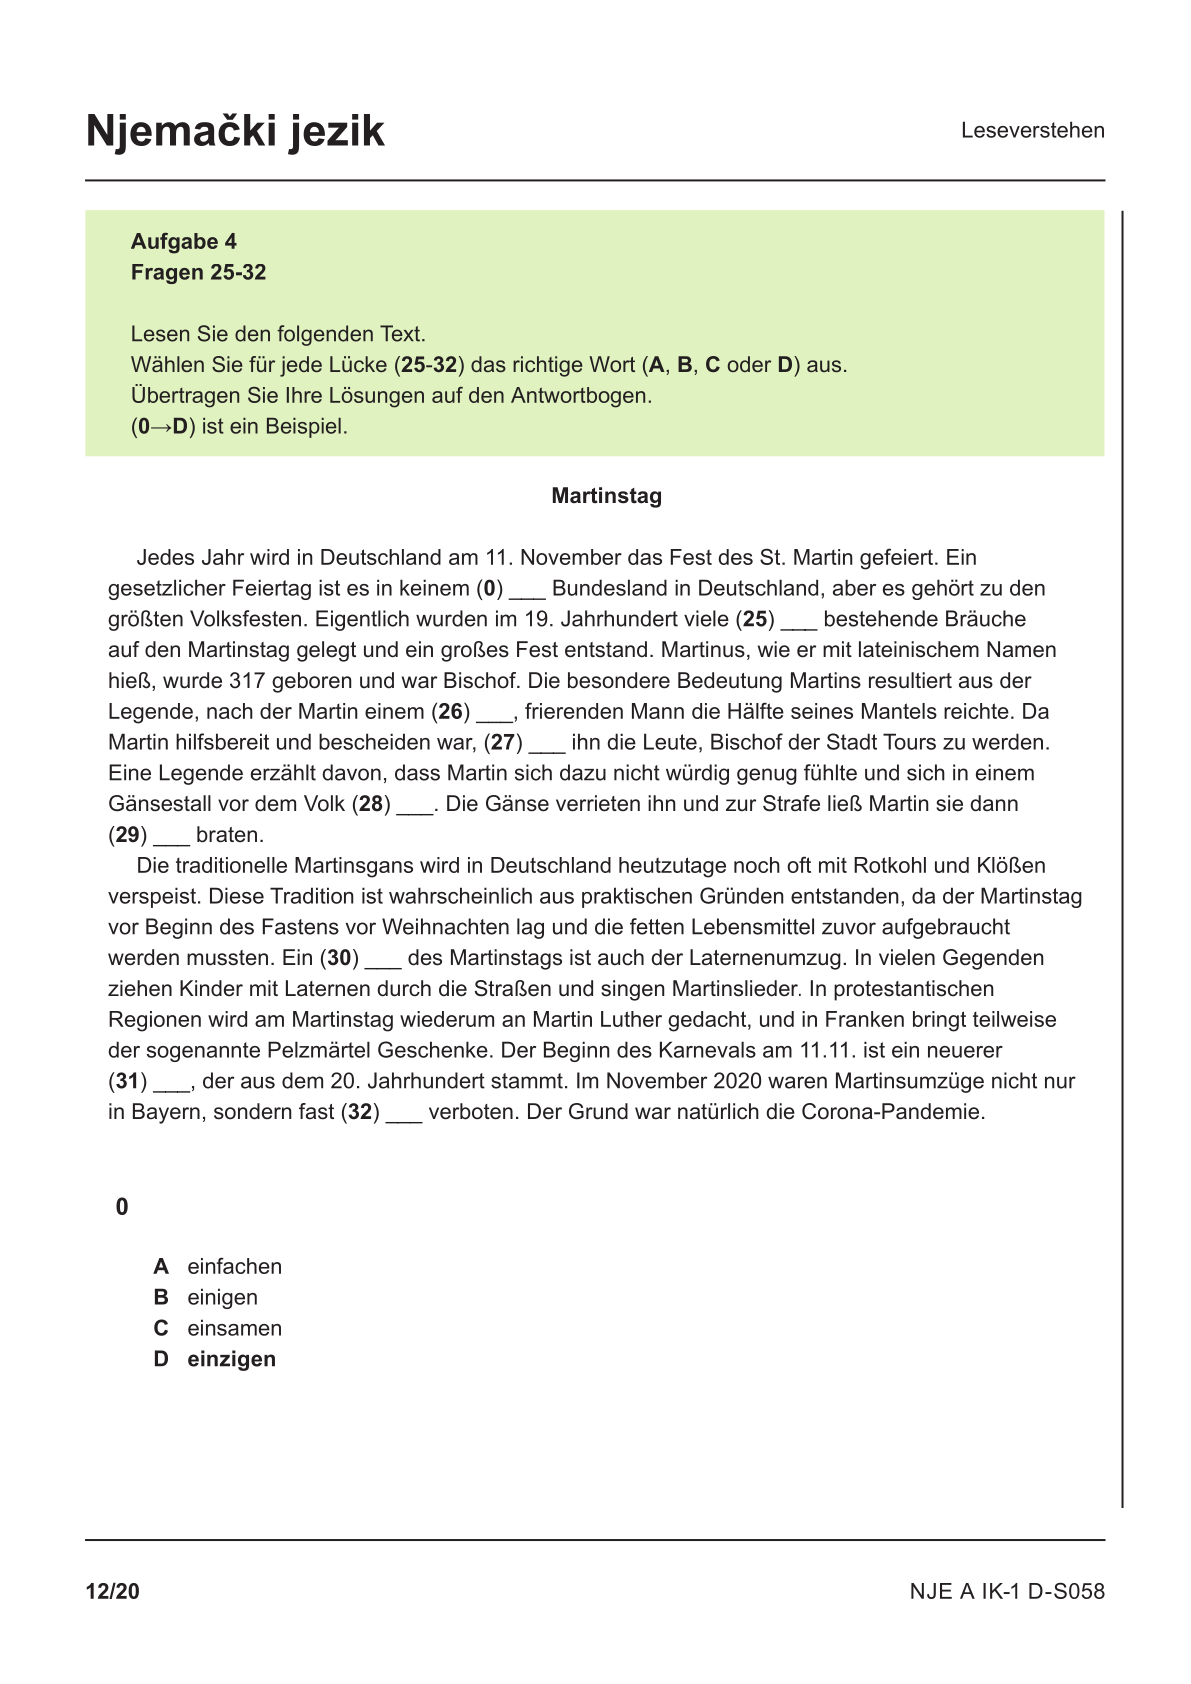 Njemački jezik
Leseverstehen
Aufgabe 4
Fragen 25-32
Lesen Sie den folgenden Text.
Wählen Sie für jede Lücke (25-32) das richtige Wort (A, B, C oder D) aus.
Übertragen Sie Ihre Lösungen auf den Antwortbogen.
(0→D) ist ein Beispiel.
Martinstag
Jedes Jahr wird in Deutschland am 11. November das Fest des St. Martin gefeiert. Ein
gesetzlicher Feiertag ist es in keinem (0) ___ Bundesland in Deutschland, aber es gehört zu den
größten Volksfesten. Eigentlich wurden im 19. Jahrhundert viele (25) ___ bestehende Bräuche
auf den Martinstag gelegt und ein großes Fest entstand. Martinus, wie er mit lateinischem Namen
hieß, wurde 317 geboren und war Bischof. Die besondere Bedeutung Martins resultiert aus der
Legende, nach der Martin einem (26) ___, frierenden Mann die Hälfte seines Mantels reichte. Da
Martin hilfsbereit und bescheiden war, (27) ___ ihn die Leute, Bischof der Stadt Tours zu werden.
Eine Legende erzählt davon, dass Martin sich dazu nicht würdig genug fühlte und sich in einem
Gänsestall vor dem Volk (28) ___. Die Gänse verrieten ihn und zur Strafe ließ Martin sie dann
(29) ___ braten.
Die traditionelle Martinsgans wird in Deutschland heutzutage noch oft mit Rotkohl und Klößen
verspeist. Diese Tradition ist wahrscheinlich aus praktischen Gründen entstanden, da der Martinstag
vor Beginn des Fastens vor Weihnachten lag und die fetten Lebensmittel zuvor aufgebraucht
werden mussten. Ein (30) ___ des Martinstags ist auch der Laternenumzug. In vielen Gegenden
ziehen Kinder mit Laternen durch die Straßen und singen Martinslieder. In protestantischen
Regionen wird am Martinstag wiederum an Martin Luther gedacht, und in Franken bringt teilweise
der sogenannte Pelzmärtel Geschenke. Der Beginn des Karnevals am 11.11. ist ein neuerer
(31) ___, der aus dem 20. Jahrhundert stammt. Im November 2020 waren Martinsumzüge nicht nur
in Bayern, sondern fast (32) ___ verboten. Der Grund war natürlich die Corona-Pandemie.
0
A einfachen
B einigen
C einsamen
D einzigen
12/20
NJE A IK-1 D-S058